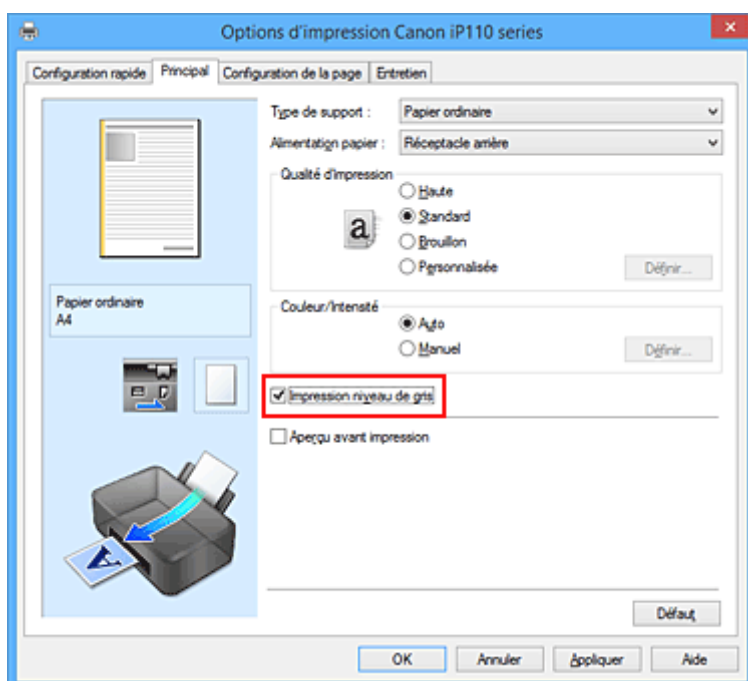 Options d'impression Canon iP110 series
Configuration rapide Principal Configuration de la page Entretien
Type de support : Papier ordinaire
Alimentation papier : Réceptacle arrière
Qualité d'impression
Haute
a
Standard
Brouillon
Personnalisée Définir...
Papier ordinaire
A4
Couleur/Intensité
Auto
Manuel Définir...
Impression niveau de gris
Aperçu avant impression
A
Défaut
OK Annuler Appliquer Aide